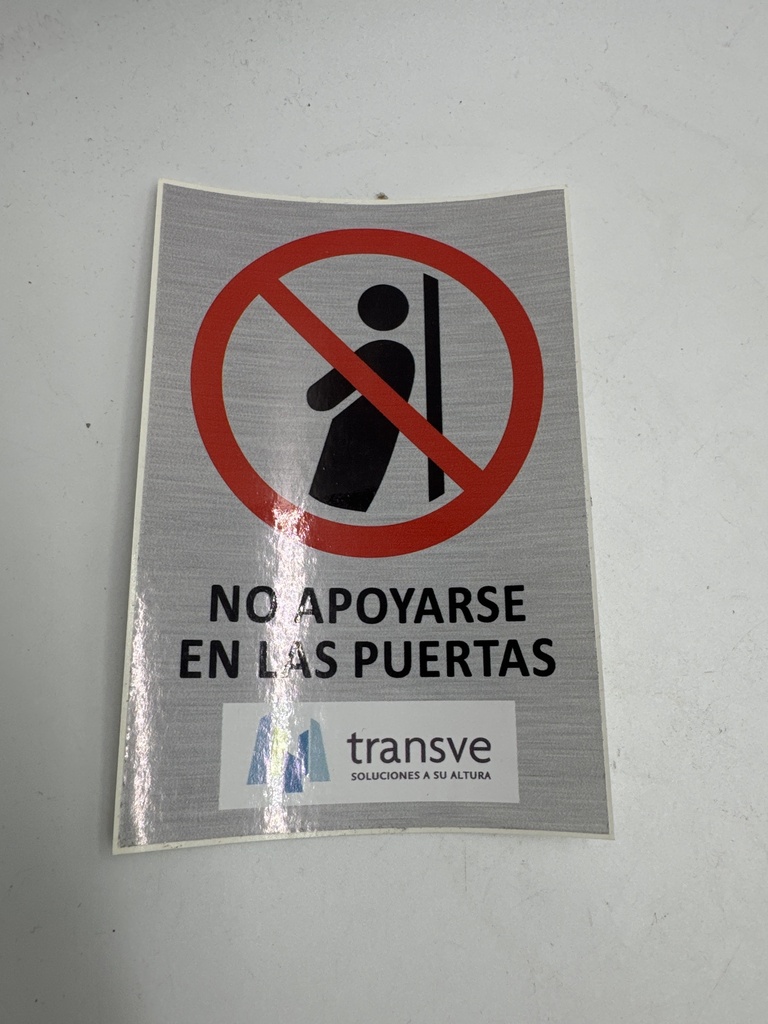 NO APOYARSE
EN LAS PUERTAS
transve
SOLUCIONES A SU ALTURA